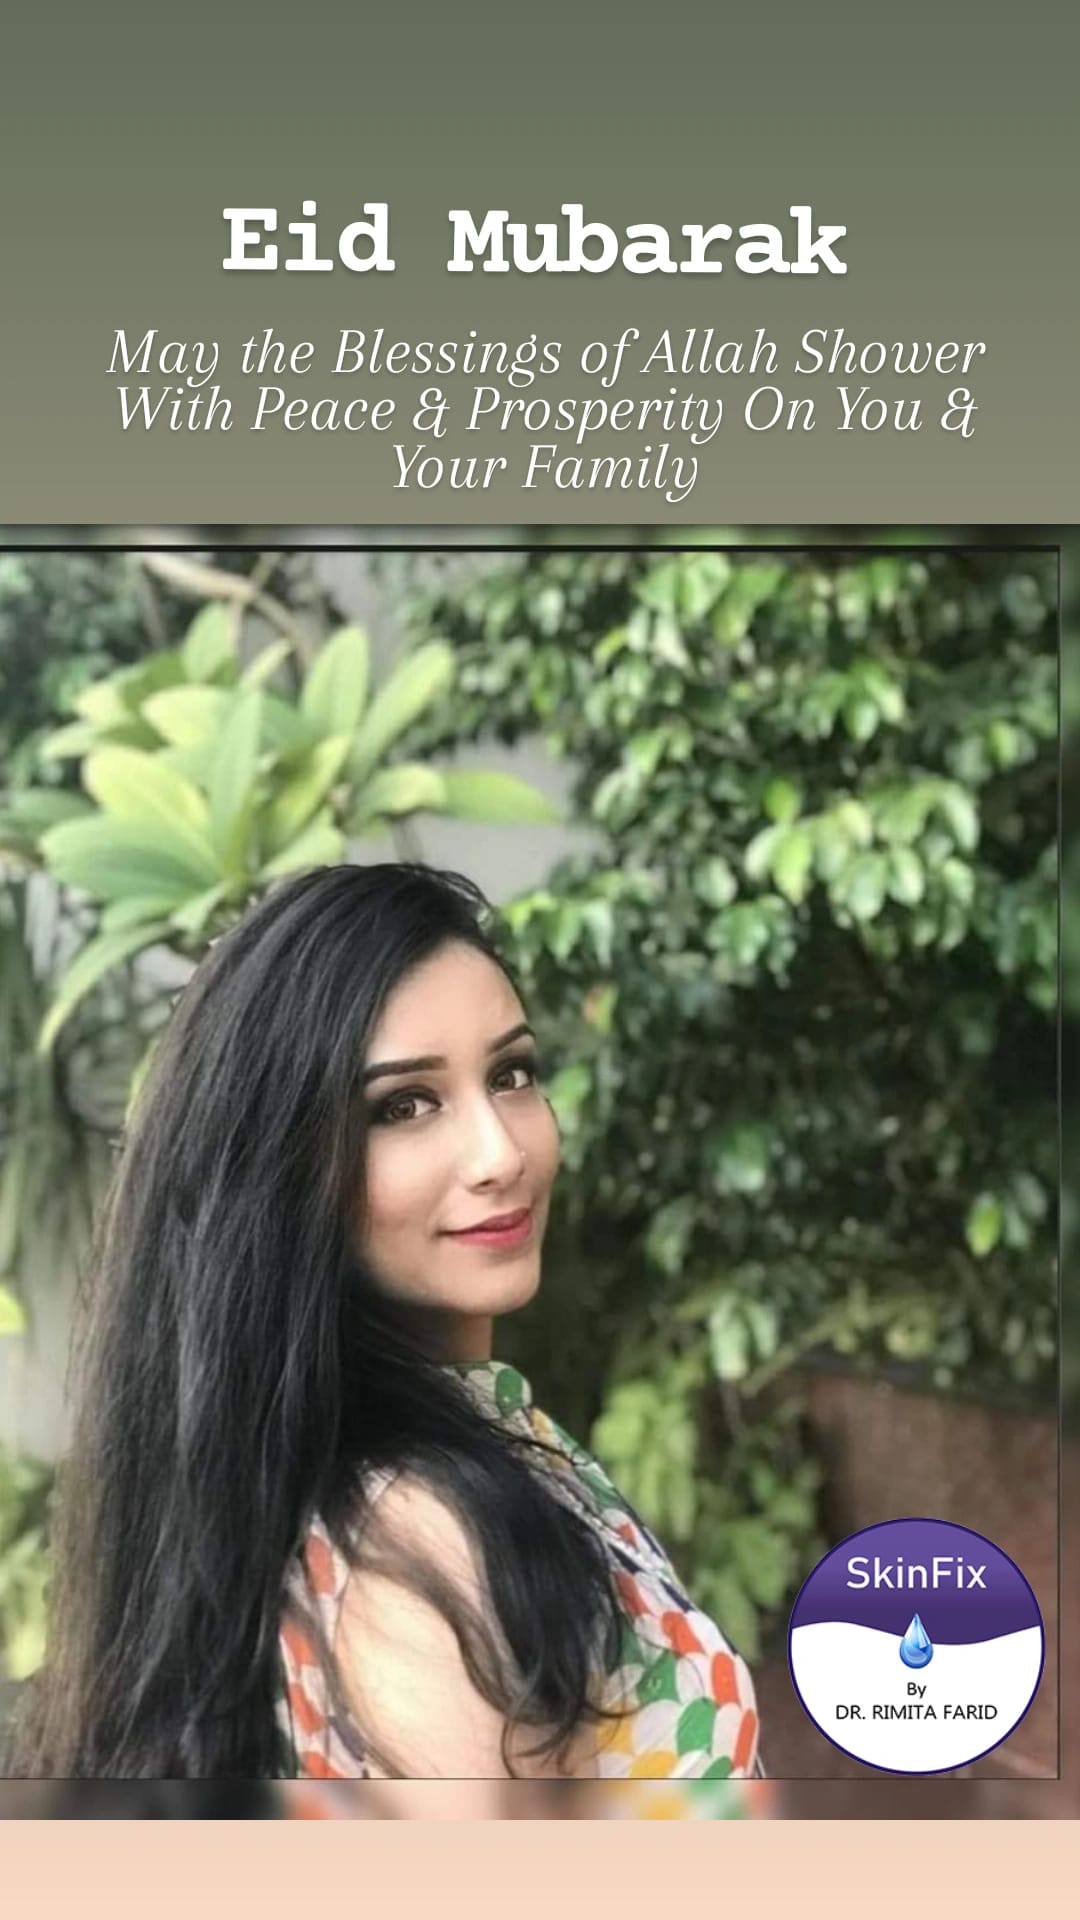 Eid Mubarak
May the Blessings of Allah Shower
With Peace & Prosperity On You &
Your Family
SkinFix
By
DR. RIMITA FARID